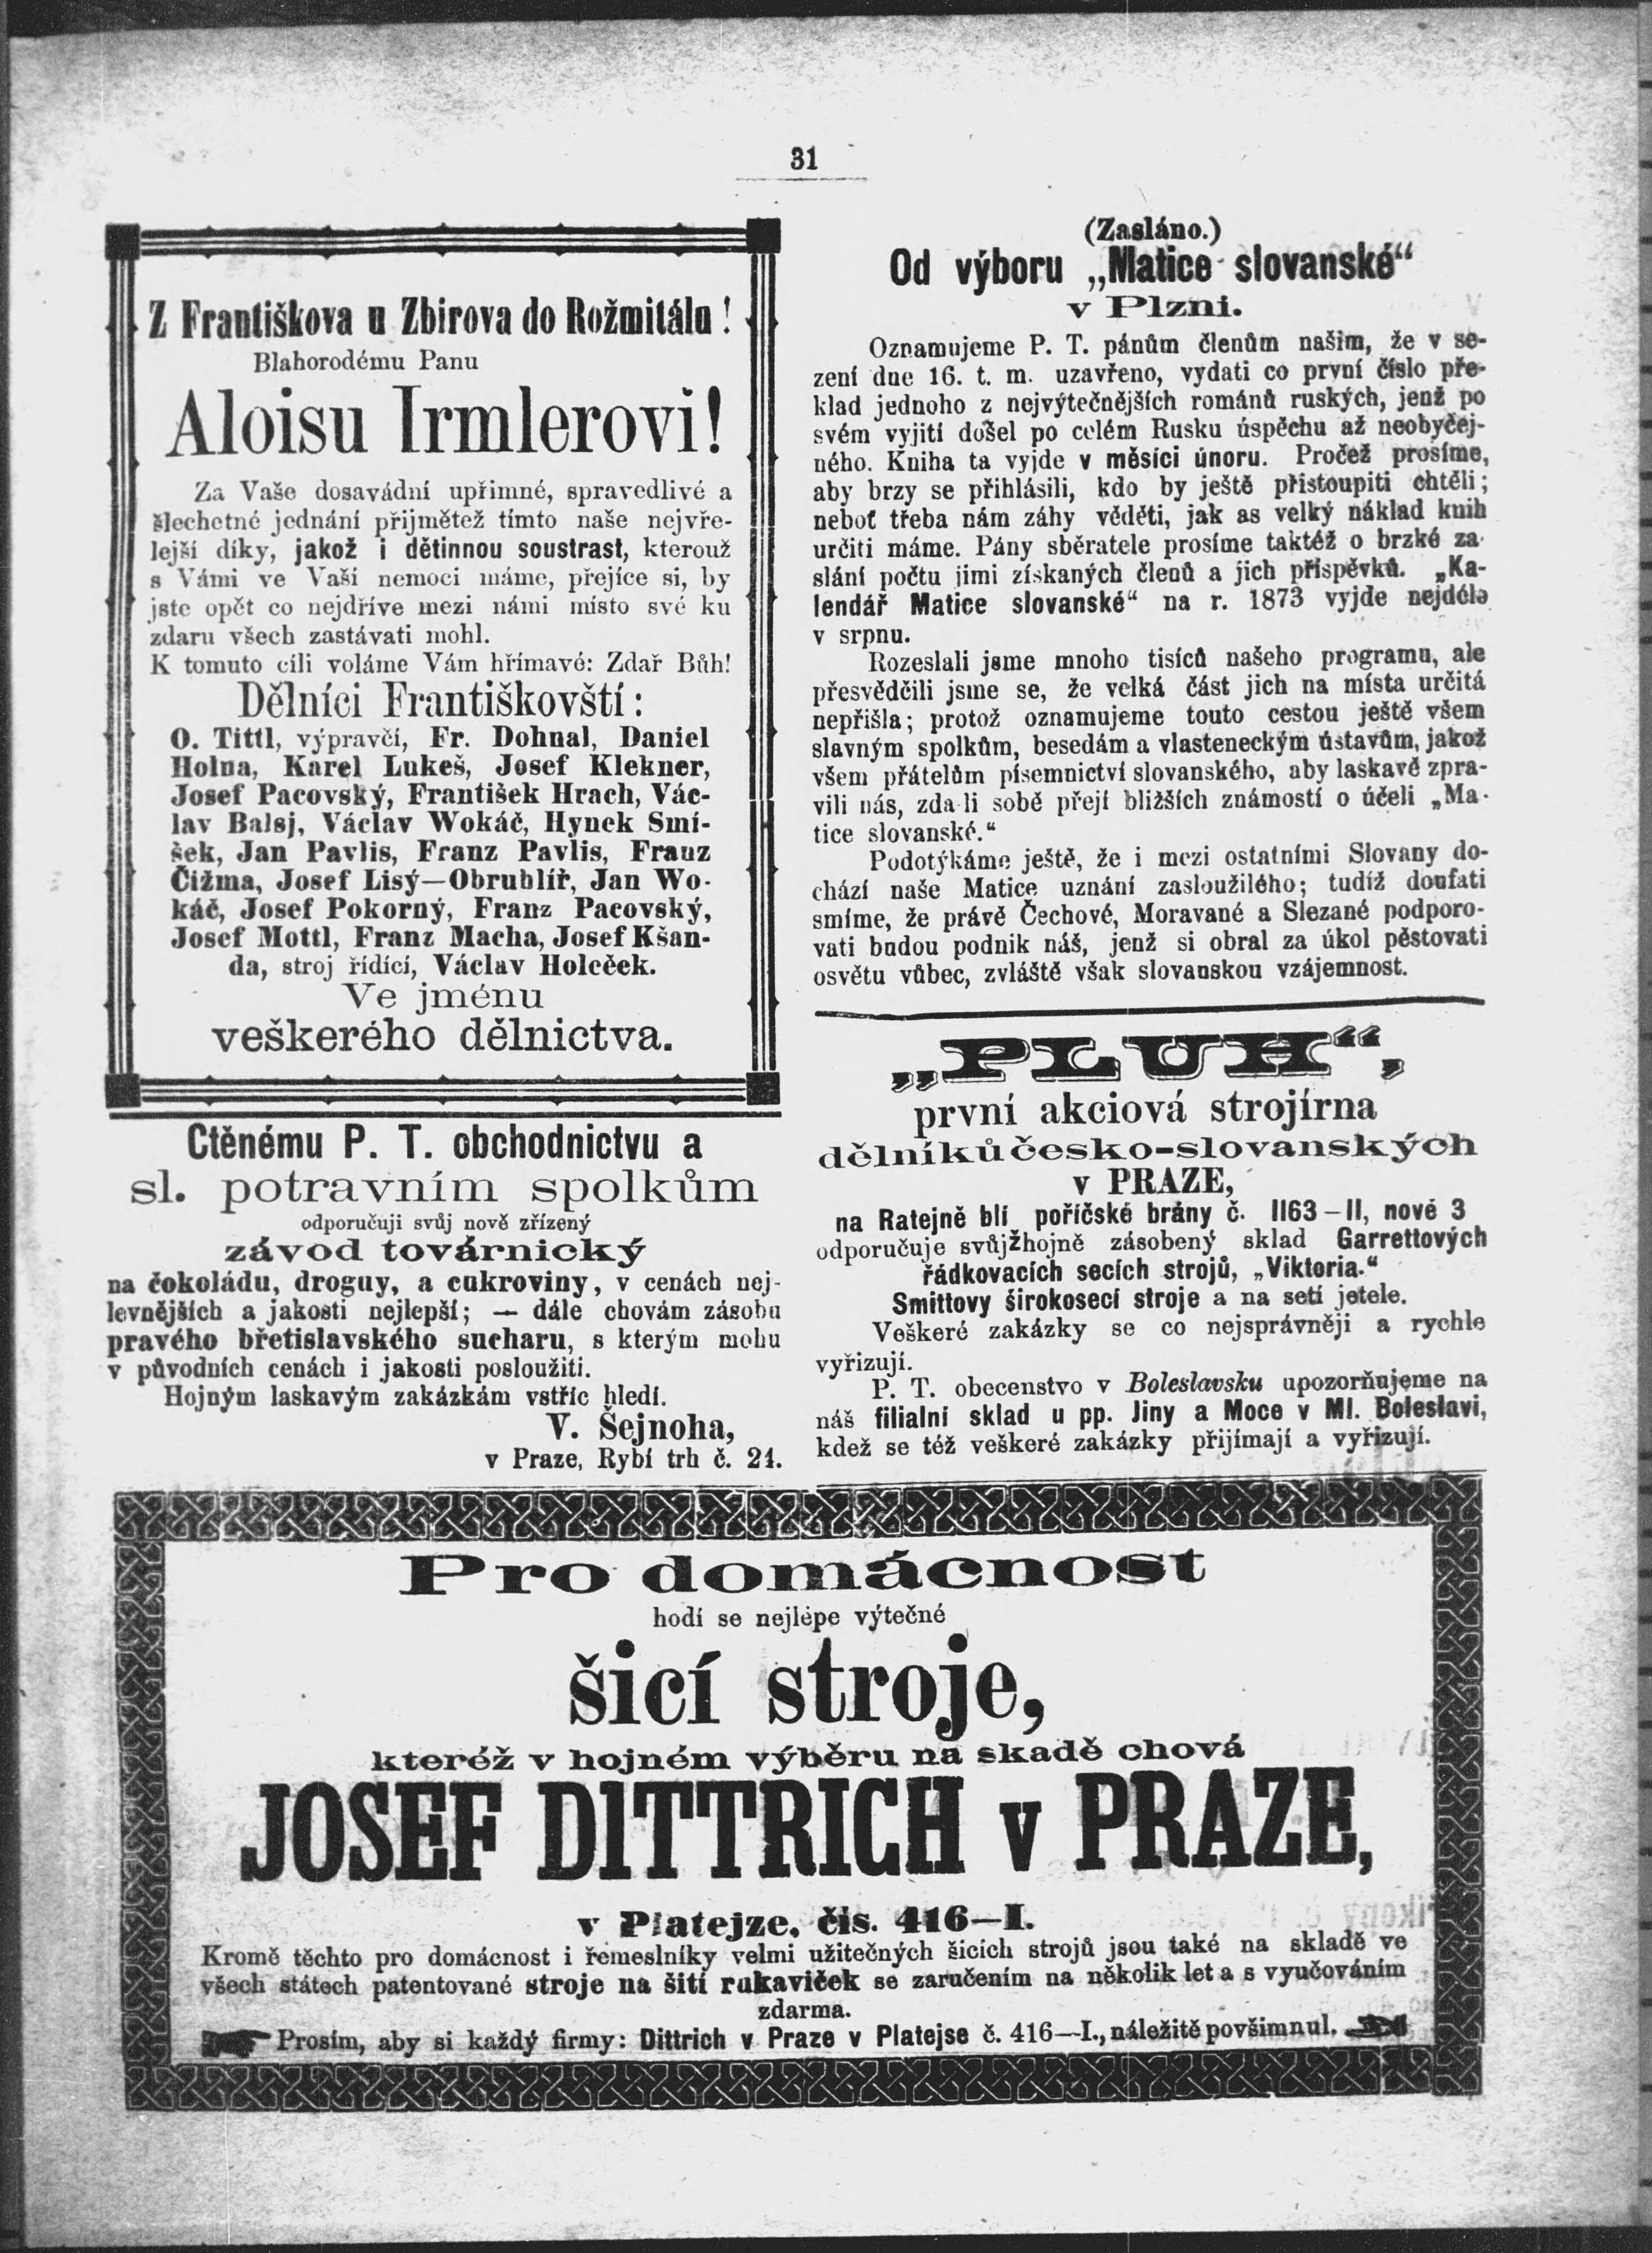 31
Z Františkova u Zbirova do Rožmitálu!
Blahorodému Panu
Aloisu Irmlerovi!
Za Vaše dosavádní upřimné, spravedlivé a
šlechetné jednání přijmětež tímto naše nejvře-
lejší díky, jakož i dětinnou soustrast, kterouž
s Vámi ve Vaší nemoci máme, přejíce si, by
jste opět co nejdříve mezi námi místo své ku
zdaru všech zastávati mohl.
K tomuto cíli voláme Vám hřímavé: Zdař Bůh!
Dělníci Františkovští:
O. Tittl, výpravčí, Fr. Dohnal, Daniel
Holna, Karel Lukeš, Josef Klekner,
Josef Pacovský, František Hrach, Vác-
lav Balsj, Václav Wokáč, Hynek Smí-
šek, Jan Pavlis, Franz Pavlis, Franz
Čižma, Josef Lisý—Obrublíř, Jan Wo-
káč, Josef Pokorný, Franz Pacovský,
Josef Mottl, Franz Macha, Josef Kšan-
da, stroj řídící, Václav Holeček.
Ve jménu
veškerého dělnictva.
Ctěnému P. T. obchodnictvu a
sl. potravním spolkům
odporučuji svůj nově zřízený
závod továrnický
na čokoládu, droguy, a cukroviny, v cenách nej-
levnějších a jakosti nejlepší; — dále chovám zásobu
pravého břetislavského sucharu, s kterým mohu
v původních cenách i jakosti posloužiti.
Hojným laskavým zakázkám vstříc hledí.
V. Šejnoha,
v Praze, Rybí trh č. 24.
(Zasláno.)
Od výboru „Matice slovanské“
v Plzni.
Oznamujeme P. T. pánům členům našim, že v se-
zení dne 16. t. m. uzavřeno, vydati co první číslo pře-
klad jednoho z nejvýtečnějších románů ruských, jenž po
svém vyjití došel po celém Rusku úspěchu až neobyčej-
ného. Kniha ta vyjde v měsíci únoru. Pročež prosíme,
aby brzy se přihlásili, kdo by ještě přistoupiti chtěli;
neboť třeba nám záhy věděti, jak as velký náklad knih
určiti máme. Pány sběratele prosíme taktéž o brzké za-
slání počtu jimi získaných členů a jich příspěvků. „Ka-
lendář Matice slovanské“ na r. 1873 vyjde nejdéle
v srpnu.
Rozeslali jsme mnoho tisíců našeho programu, ale
přesvědčili jsme se, že velká část jich na místa určitá
nepřišla; protož oznamujeme touto cestou ještě všem
slavným spolkům, besedám a vlasteneckým ústavům, jakož
všem přátelům písemnictví slovanského, aby laskavě zpra-
vili nás, zda-li sobě přejí bližších známostí o účeli „Ma-
tice slovanské.“
Podotýkáme ještě, že i mezi ostatními Slovany do-
chází naše Matice uznání zasloužilého; tudíž doufati
smíme, že právě Čechové, Moravané a Slezané podporo-
vati budou podnik náš, jenž si obral za úkol pěstovati
osvětu vůbec, zvláště však slovanskou vzájemnost.
„PLUH“,
první akciová strojírna
dělníků česko-slovanských
v PRAZE,
na Ratejně blí poříčské brány č. 1163–II, nové 3
odporučuje svůjžhojně zásobený sklad Garrettových
řádkovacích secích strojů, „Viktoria.“
Smittovy širokosecí stroje a na setí jetele.
Veškeré zakázky se co nejsprávněji a rychle
vyřizují.
P. T. obecenstvo v Boleslavsku upozorňujeme na
náš filialní sklad u pp. Jiny a Moce v Ml. Boleslavi,
kdež se též veškeré zakázky přijímají a vyřizují.
Pro domácnost
hodí se nejlépe výtečné
šicí stroje,
kteréž v hojném výběru na skadě chová
JOSEF DITTRICH v PRAZE,
v Platejze, čis. 416—I.
Kromě těchto pro domácnost i řemeslníky velmi užitečných šicích strojů jsou také na skladě ve
všech státech patentované stroje na šití rukaviček se zaručením na několik let a s vyučováním
zdarma.
Prosím, aby si každý firmy: Dittrich v Praze v Platejse č. 416—I., náležitě povšimnul.